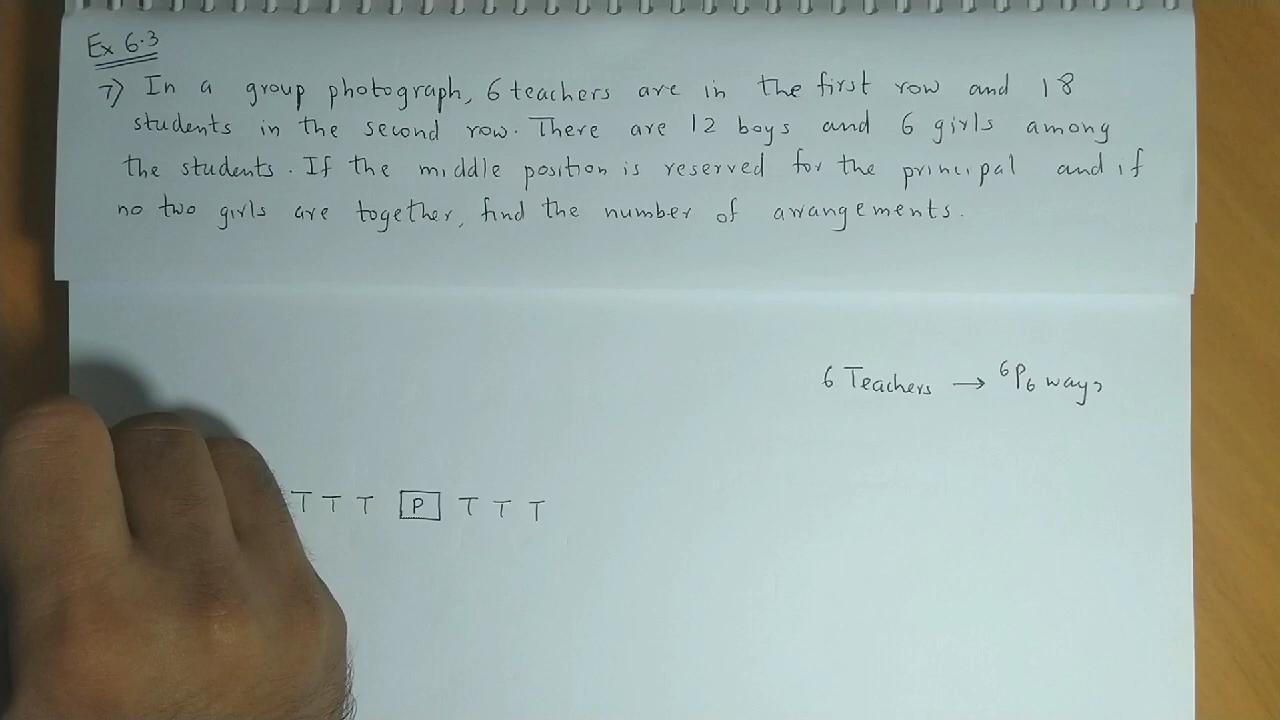 Ex 6.3
7) In a group photograph, 6 teachers are in the first row and 18
students in the second row. There are 12 boys and 6 girls among
the students. If the middle position is reserved for the principal and if
no two girls are together, find the number of arrangements.
6 Teachers → ⁶P₆ ways
T T T P T T T